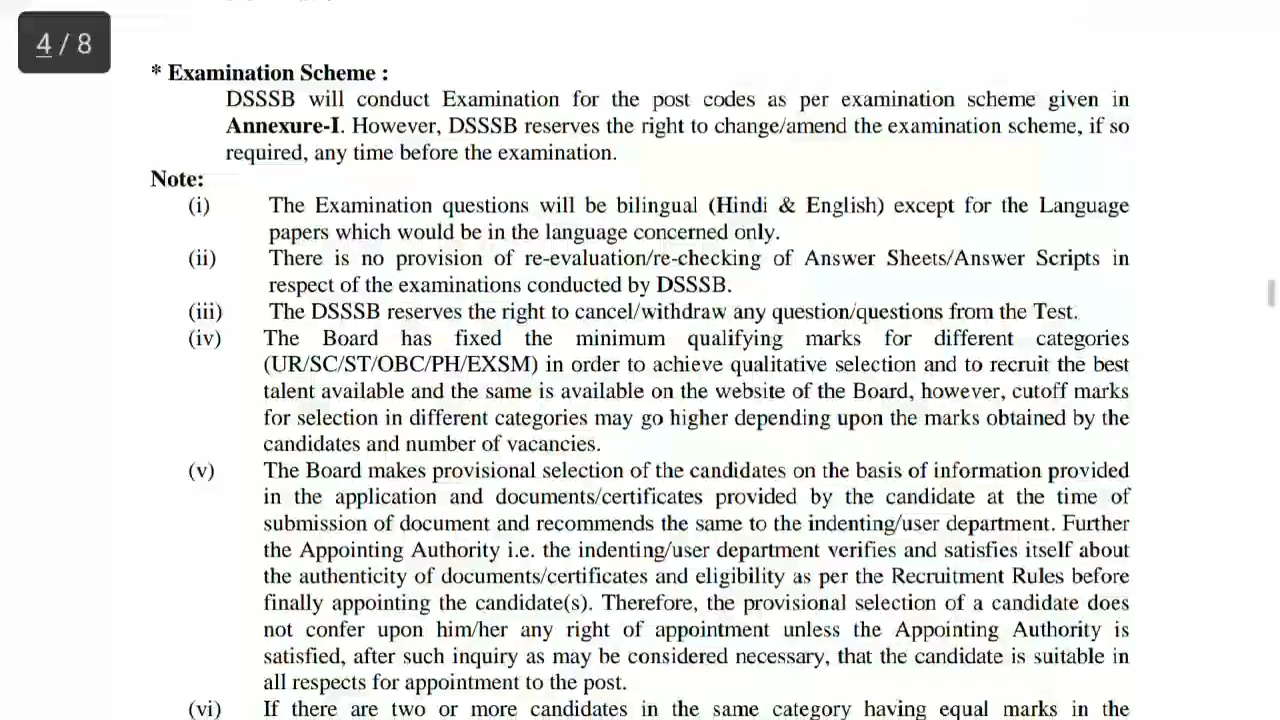 4 / 8
* Examination Scheme :
DSSSB will conduct Examination for the post codes as per examination scheme given in
Annexure-I. However, DSSSB reserves the right to change/amend the examination scheme, if so
required, any time before the examination.
Note:
(i) The Examination questions will be bilingual (Hindi & English) except for the Language
papers which would be in the language concerned only.
(ii) There is no provision of re-evaluation/re-checking of Answer Sheets/Answer Scripts in
respect of the examinations conducted by DSSSB.
(iii) The DSSSB reserves the right to cancel/withdraw any question/questions from the Test.
(iv) The Board has fixed the minimum qualifying marks for different categories
(UR/SC/ST/OBC/PH/EXSM) in order to achieve qualitative selection and to recruit the best
talent available and the same is available on the website of the Board, however, cutoff marks
for selection in different categories may go higher depending upon the marks obtained by the
candidates and number of vacancies.
(v) The Board makes provisional selection of the candidates on the basis of information provided
in the application and documents/certificates provided by the candidate at the time of
submission of document and recommends the same to the indenting/user department. Further
the Appointing Authority i.e. the indenting/user department verifies and satisfies itself about
the authenticity of documents/certificates and eligibility as per the Recruitment Rules before
finally appointing the candidate(s). Therefore, the provisional selection of a candidate does
not confer upon him/her any right of appointment unless the Appointing Authority is
satisfied, after such inquiry as may be considered necessary, that the candidate is suitable in
all respects for appointment to the post.
(vi) If there are two or more candidates in the same category having equal marks in the